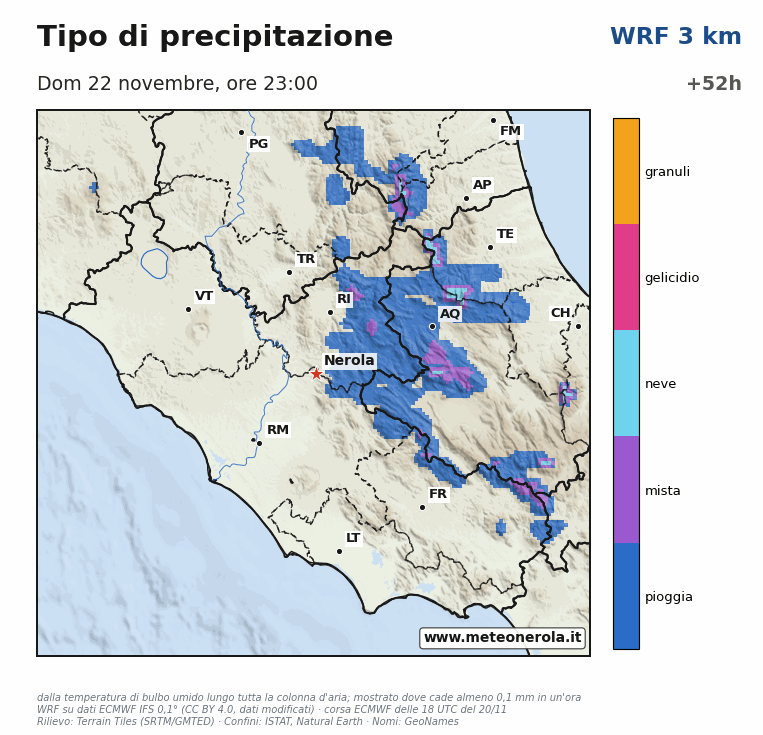 Tipo di precipitazione
WRF 3 km
Dom 22 novembre, ore 23:00
+52h
FM
PG
AP
TE
TR
VT
RI
AQ
CH
Nerola
RM
FR
LT
www.meteonerola.it
granuli
gelicidio
neve
mista
pioggia
dalla temperatura di bulbo umido lungo tutta la colonna d'aria; mostrato dove cade almeno 0,1 mm in un'ora
WRF su dati ECMWF IFS 0,1° (CC BY 4.0, dati modificati) · corsa ECMWF delle 18 UTC del 20/11
Rilievo: Terrain Tiles (SRTM/GMTED) · Confini: ISTAT, Natural Earth · Nomi: GeoNames